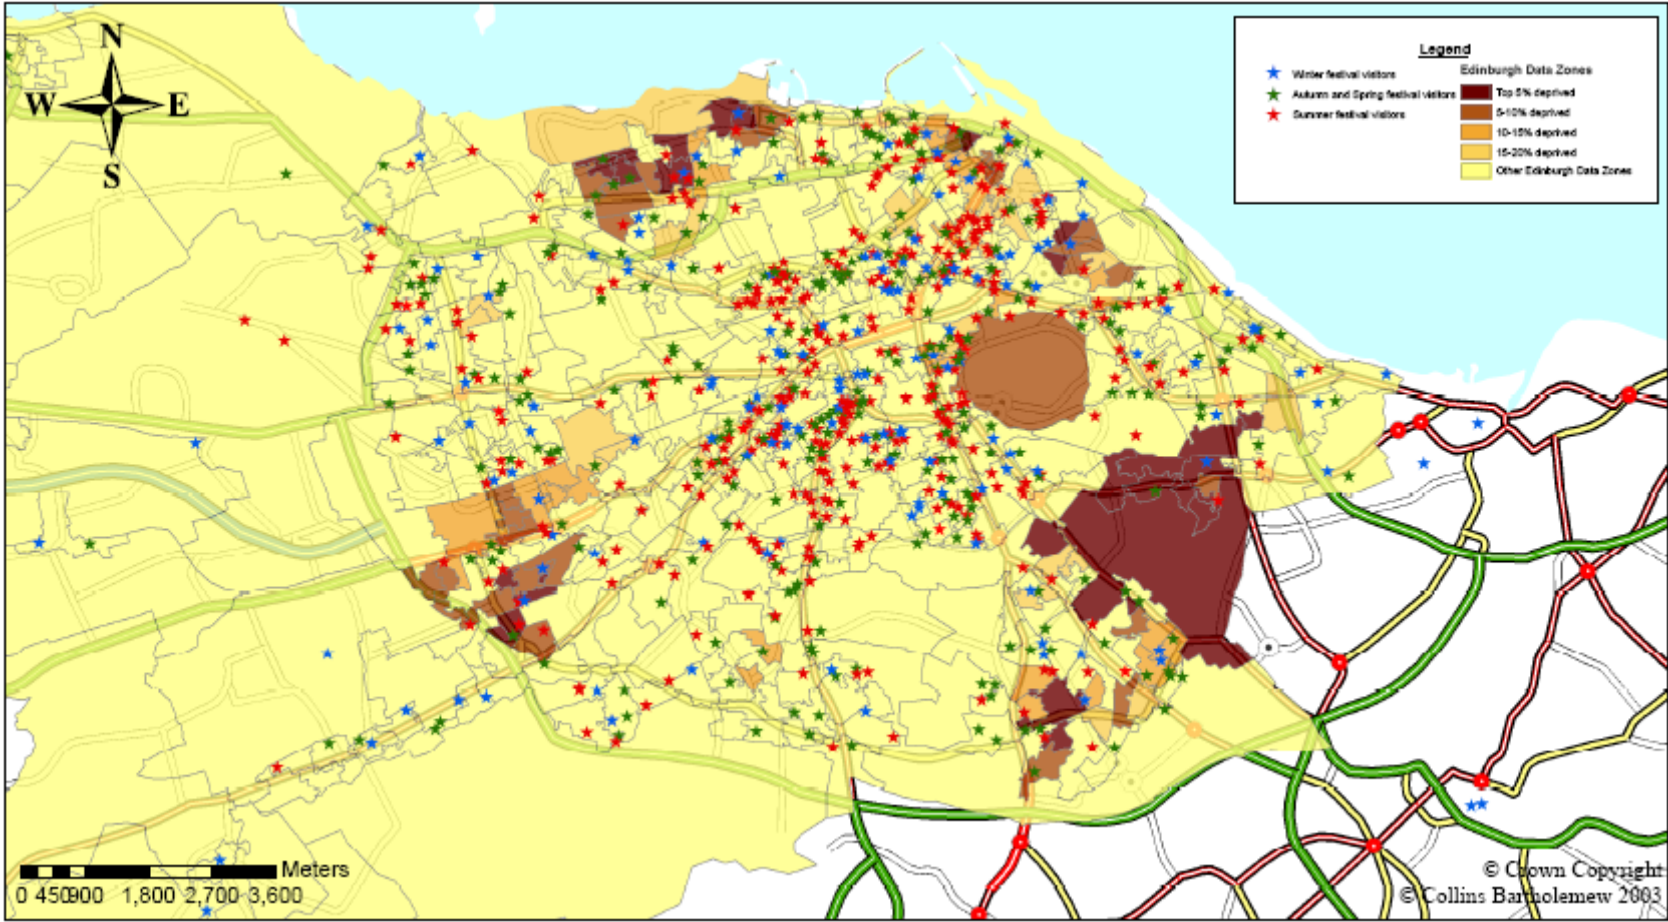 N
W E
S
Legend
Winter festival visitors
Autumn and Spring festival visitors
Summer festival visitors
Edinburgh Data Zones
Top 5% deprived
5-10% deprived
10-15% deprived
15-20% deprived
Other Edinburgh Data Zones
Meters
0 450900 1,800 2,700 3,600
© Crown Copyright
© Collins Bartholemew 2003